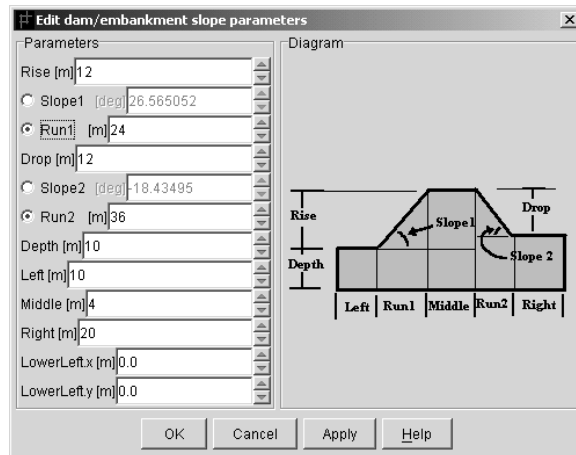 Edit dam/embankment slope parameters
Parameters
Rise [m] 12
Slope1 [deg] 26.565052
Run1 [m] 24
Drop [m] 12
Slope2 [deg] -18.43495
Run2 [m] 36
Depth [m] 10
Left [m] 10
Middle [m] 4
Right [m] 20
LowerLeft.x [m] 0.0
LowerLeft.y [m] 0.0
Diagram
Rise
Slope1
Drop
Depth
Slope 2
Left Run1 Middle Run2 Right
OK Cancel Apply Help